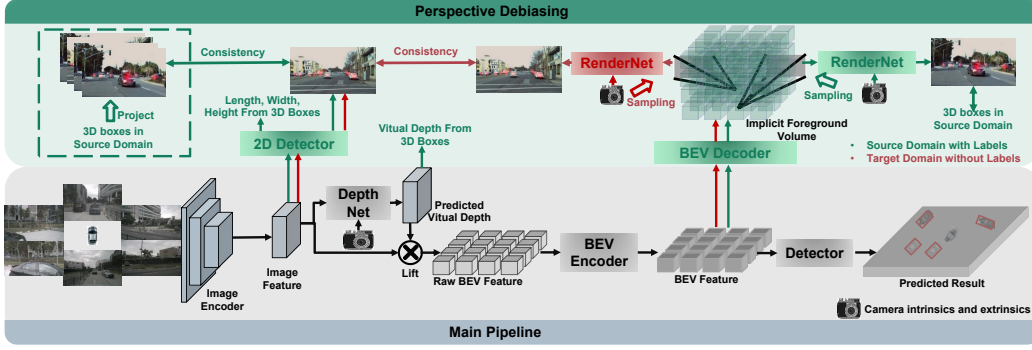 Perspective Debiasing
Consistency
Consistency
RenderNet
RenderNet
Project
3D boxes in
Source Domain
Length, Width,
Height From 3D Boxes
2D Detector
Vitual Depth From
3D Boxes
Sampling
Sampling
Implicit Foreground
Volume
3D boxes in
Source Domain
BEV Decoder
• Source Domain with Labels
• Target Domain without Labels
Depth
Net
Predicted
Vitual Depth
Image
Encoder
Image
Feature
Lift
Raw BEV Feature
BEV
Encoder
BEV Feature
Detector
Predicted Result
Camera intrinsics and extrinsics
Main Pipeline